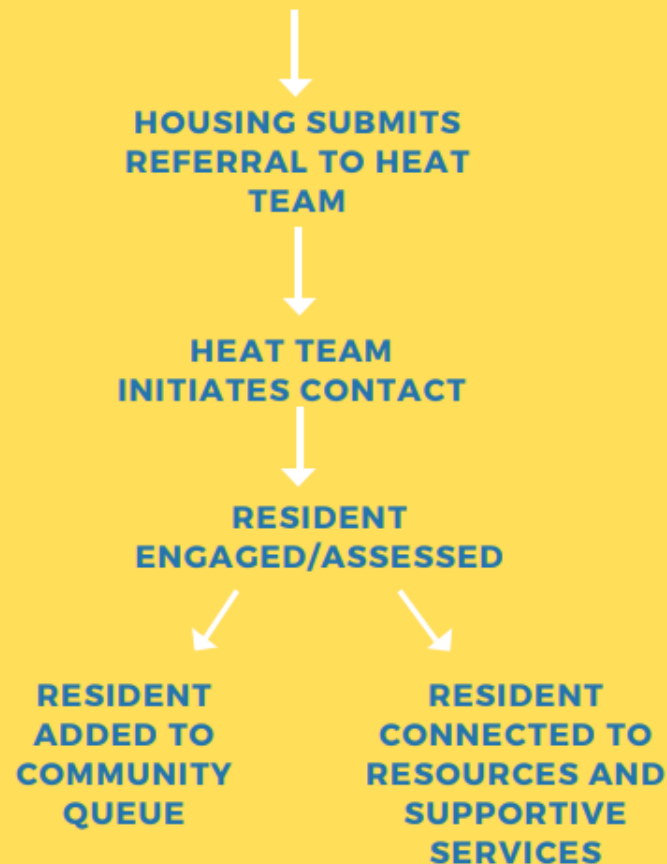 HOUSING SUBMITS
REFERRAL TO HEAT
TEAM
HEAT TEAM
INITIATES CONTACT
RESIDENT
ENGAGED/ASSESSED
RESIDENT
ADDED TO
COMMUNITY
QUEUE
RESIDENT
CONNECTED TO
RESOURCES AND
SUPPORTIVE
SERVICES